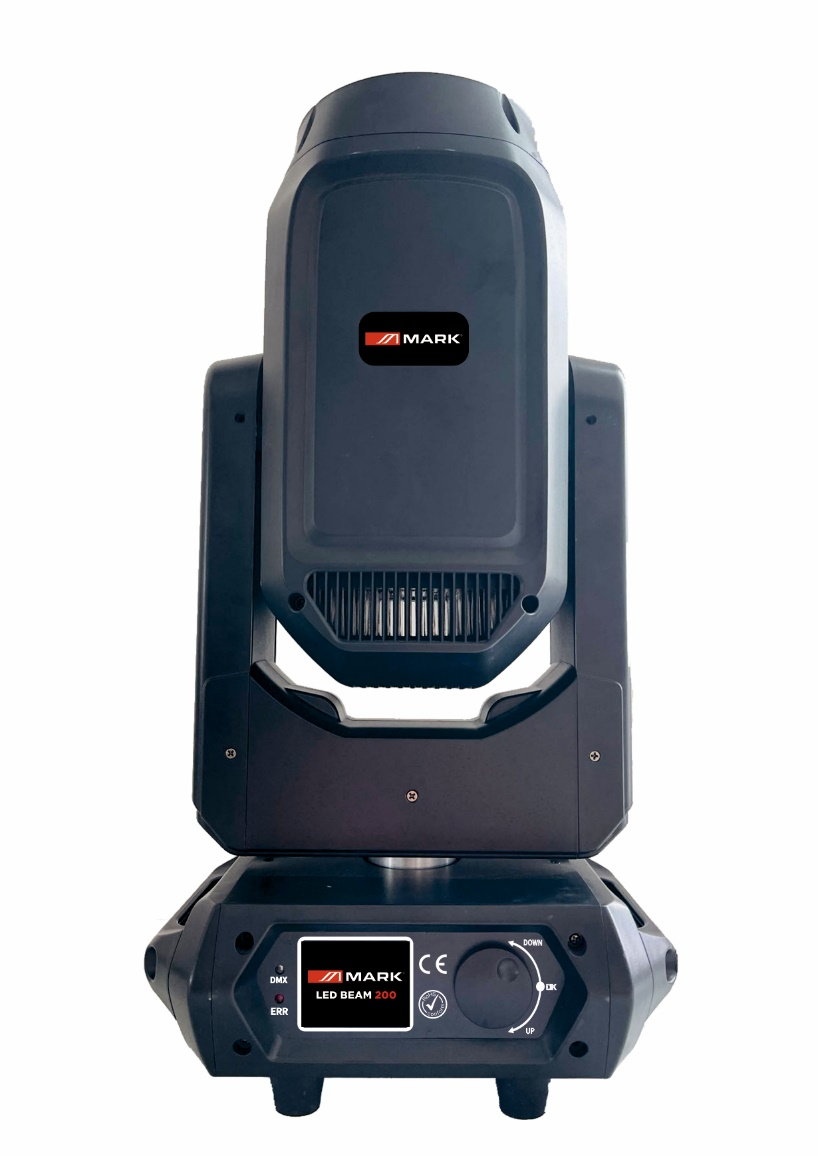 MARK
DMX
ERR
MARK
LED BEAM 200
CE
DOWN
OK
UP